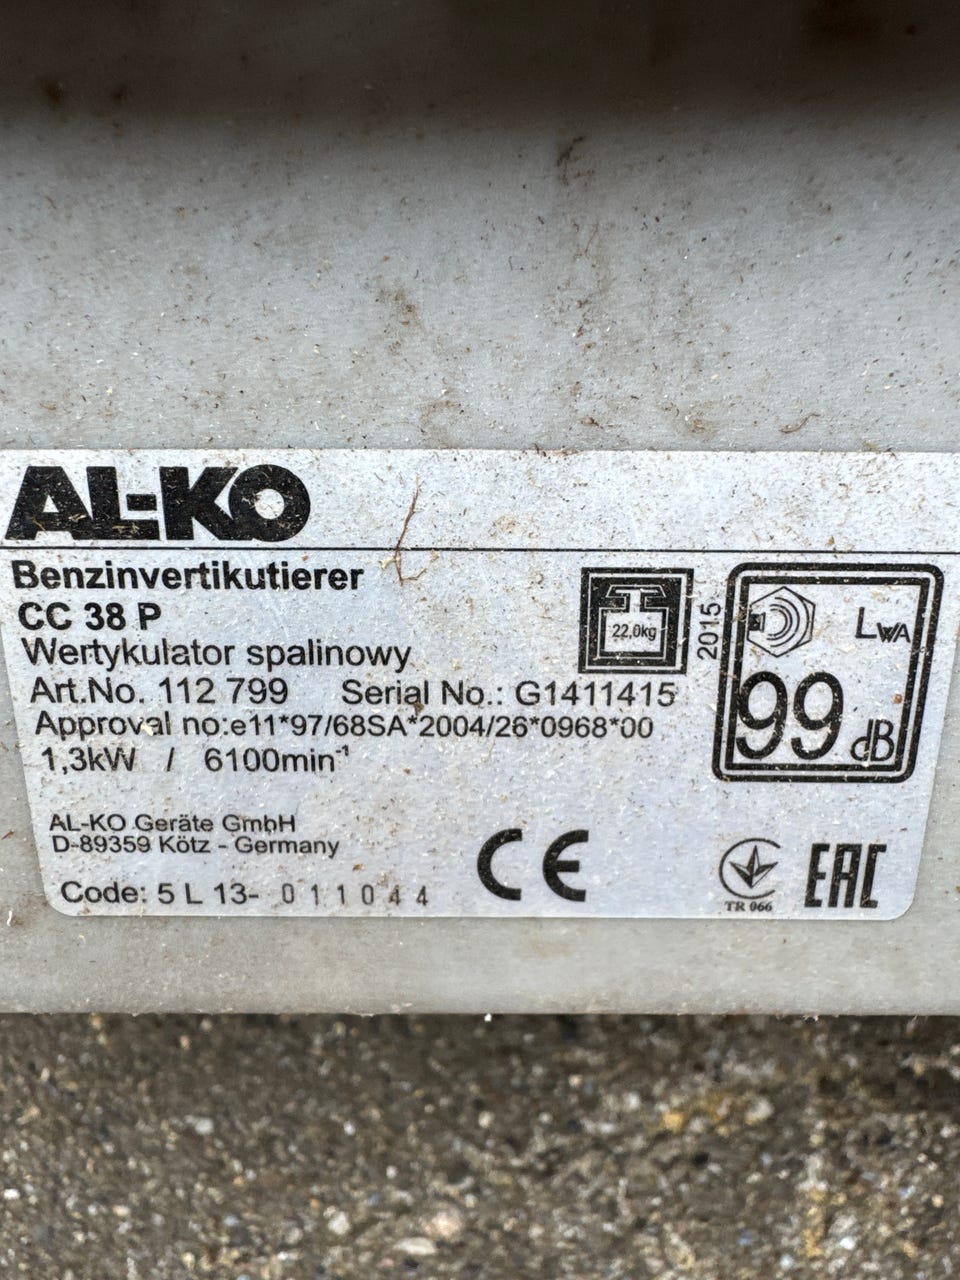 AL-KO
Benzinvertikutierer
CC 38 P
Wertykulator spalinowy
Art.No. 112 799 Serial No.: G1411415
Approval no:e11*97/68SA*2004/26*0968*00
1,3kW / 6100min⁻¹
22,0kg
2015
LWA
99 dB
AL-KO Geräte GmbH
D-89359 Kötz - Germany
Code: 5 L 13- 011044
CE
TR 066
EAC